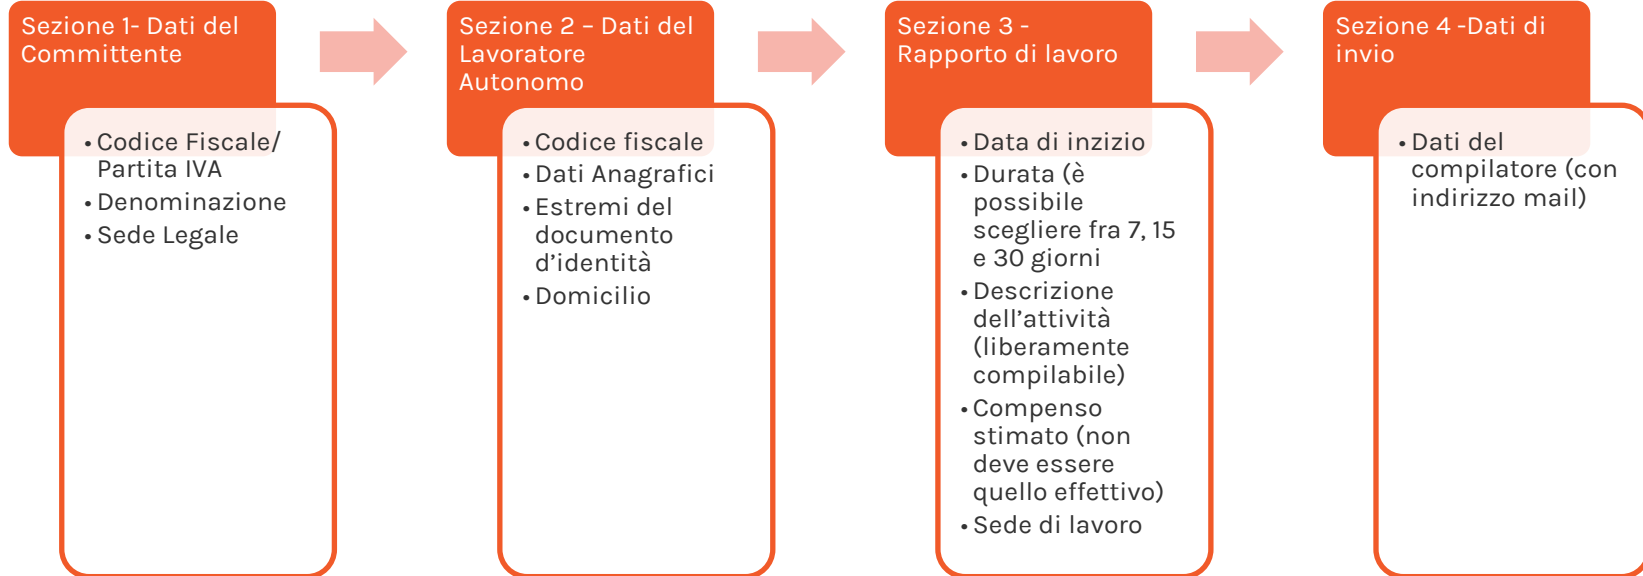 Sezione 1- Dati del
Committente
• Codice Fiscale/
Partita IVA
• Denominazione
• Sede Legale
Sezione 2 – Dati del
Lavoratore
Autonomo
• Codice fiscale
• Dati Anagrafici
• Estremi del
documento
d’identità
• Domicilio
Sezione 3 -
Rapporto di lavoro
• Data di inzizio
• Durata (è
possibile
scegliere fra 7, 15
e 30 giorni
• Descrizione
dell’attività
(liberamente
compilabile)
• Compenso
stimato (non
deve essere
quello effettivo)
• Sede di lavoro
Sezione 4 -Dati di
invio
• Dati del
compilatore (con
indirizzo mail)